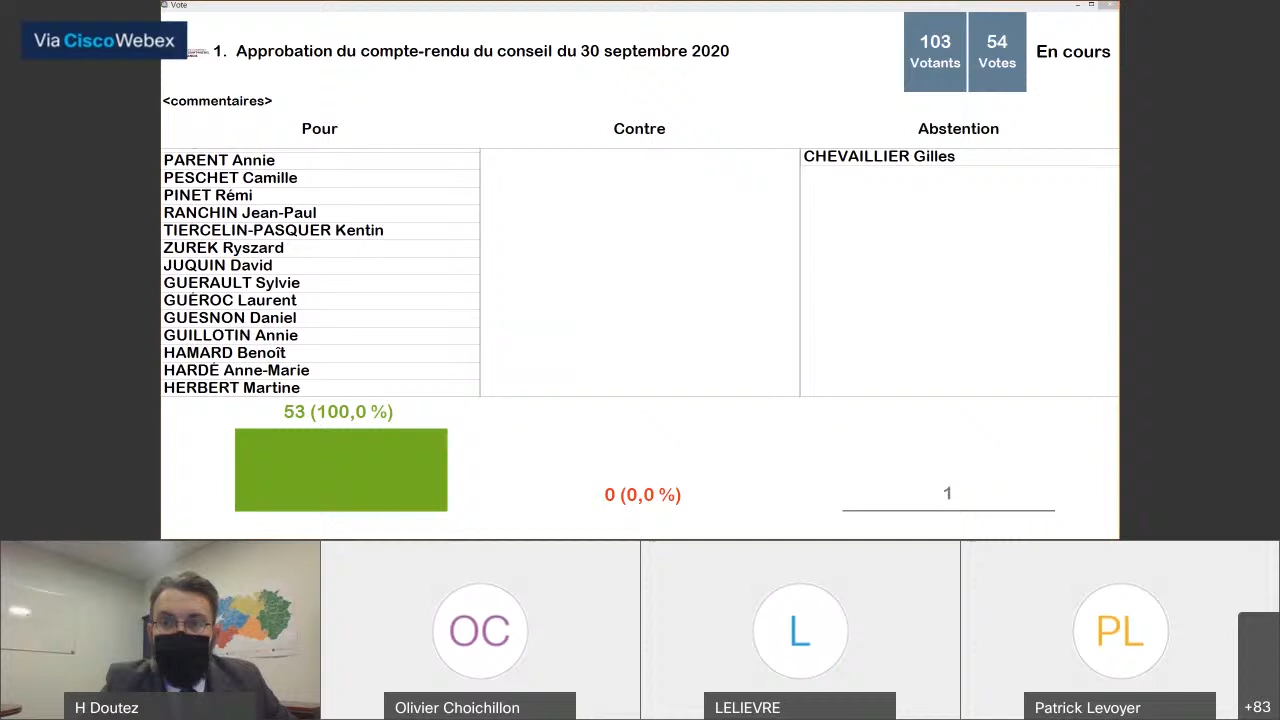 Vote
Via Cisco Webex
1. Approbation du compte-rendu du conseil du 30 septembre 2020
103
Votants
54
Votes
En cours
<commentaires>
Pour
Contre
Abstention
PARENT Annie
PESCHET Camille
PINET Rémi
RANCHIN Jean-Paul
TIERCELIN-PASQUER Kentin
ZUREK Ryszard
JUQUIN David
GUERAULT Sylvie
GUÉROC Laurent
GUESNON Daniel
GUILLOTIN Annie
HAMARD Benoît
HARDÉ Anne-Marie
HERBERT Martine
CHEVAILLIER Gilles
53 (100,0 %)
0 (0,0 %)
1
OC
L
PL
H Doutez
Olivier Choichillon
LELIEVRE
Patrick Levoyer
+83